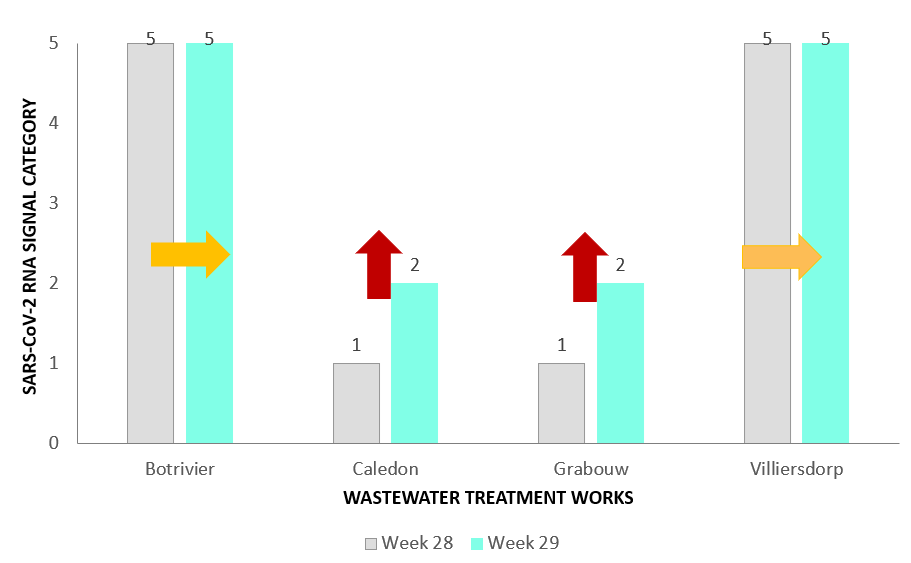 SARS-CoV-2 RNA SIGNAL CATEGORY
5
4
3
2
1
0
5 5
1 2
1 2
5 5
Botrivier Caledon Grabouw Villiersdorp
WASTEWATER TREATMENT WORKS
Week 28 Week 29